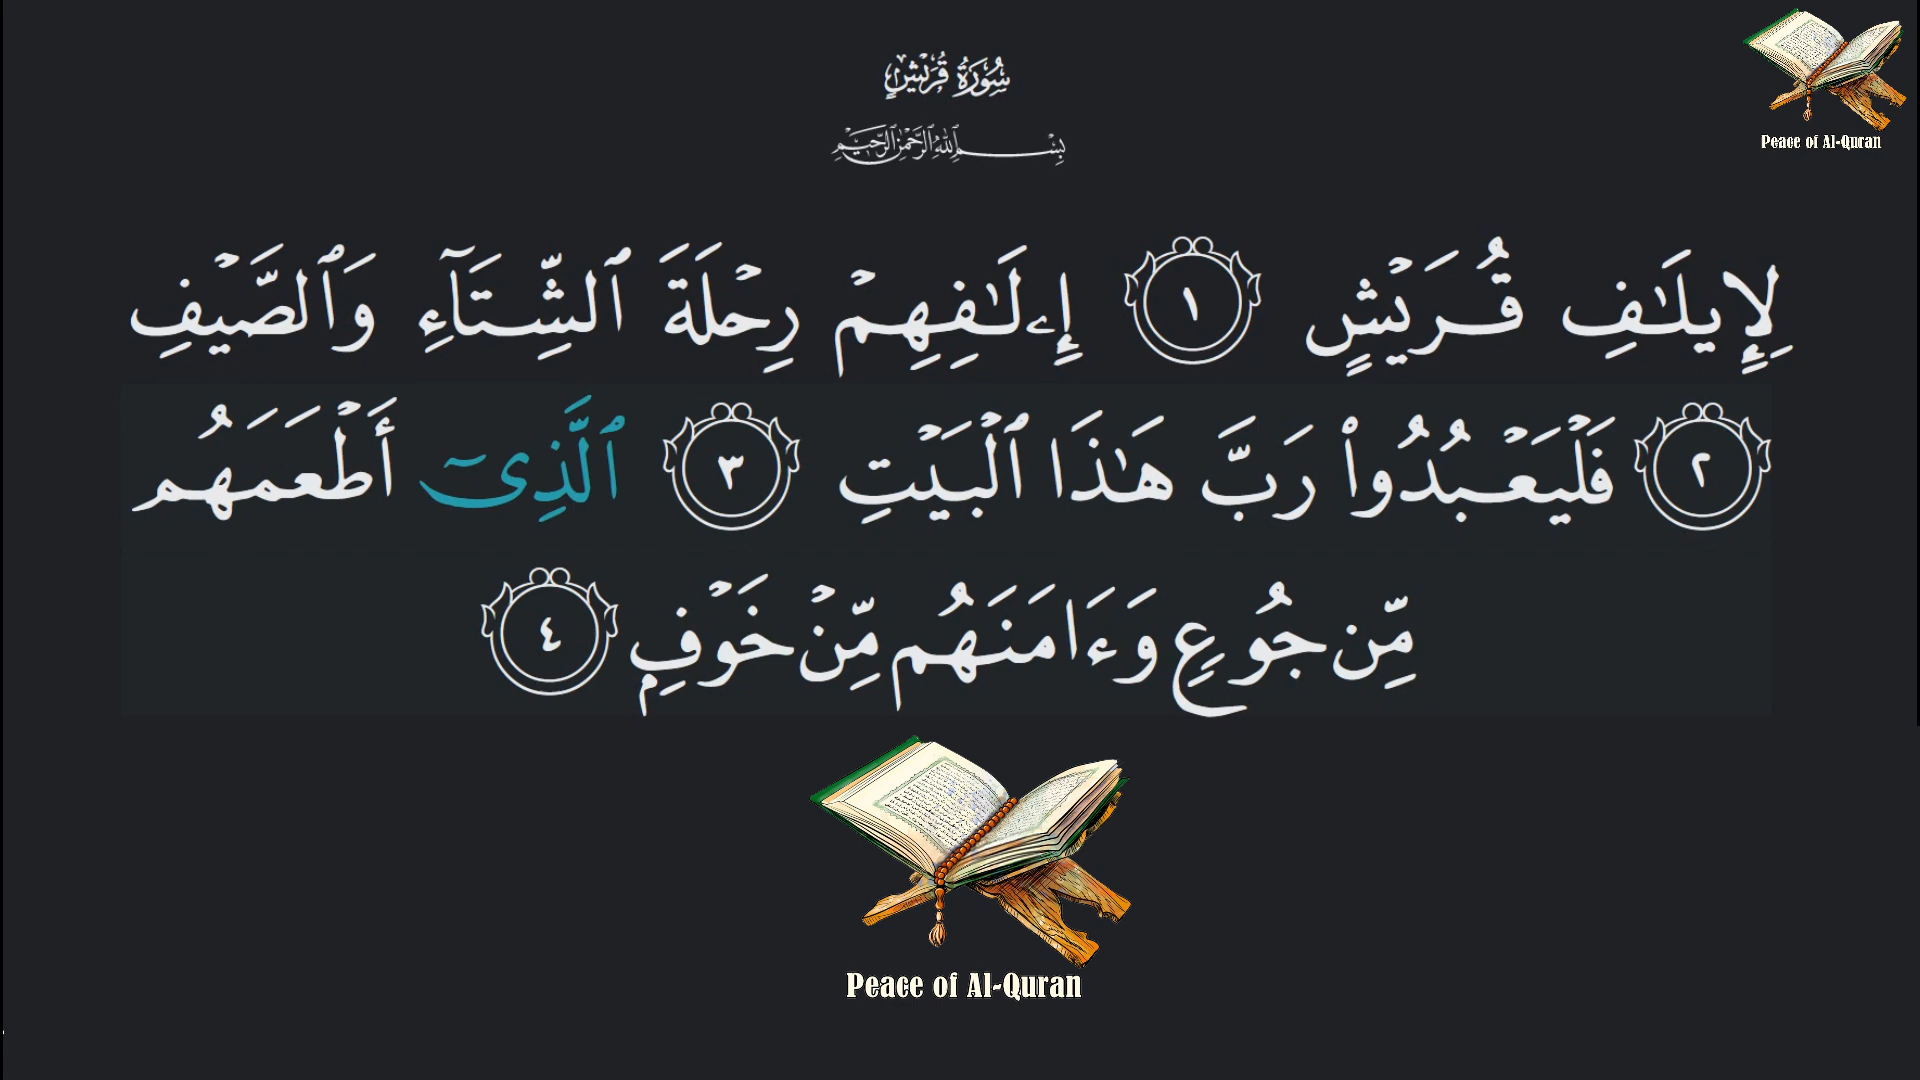 سُورَةُ قُرَيْشٍ
بِسْمِ ٱللَّهِ ٱلرَّحْمَٰنِ ٱلرَّحِيمِ
Peace of Al-Quran
لِإِيلَٰفِ قُرَيْشٍ ١ إِۦلَٰفِهِمْ رِحْلَةَ ٱلشِّتَآءِ وَٱلصَّيْفِ
٢ فَلْيَعْبُدُوا۟ رَبَّ هَٰذَا ٱلْبَيْتِ ٣ ٱلَّذِىٓ أَطْعَمَهُم
مِّن جُوعٍ وَءَامَنَهُم مِّنْ خَوْفٍۭ ٤
Peace of Al-Quran